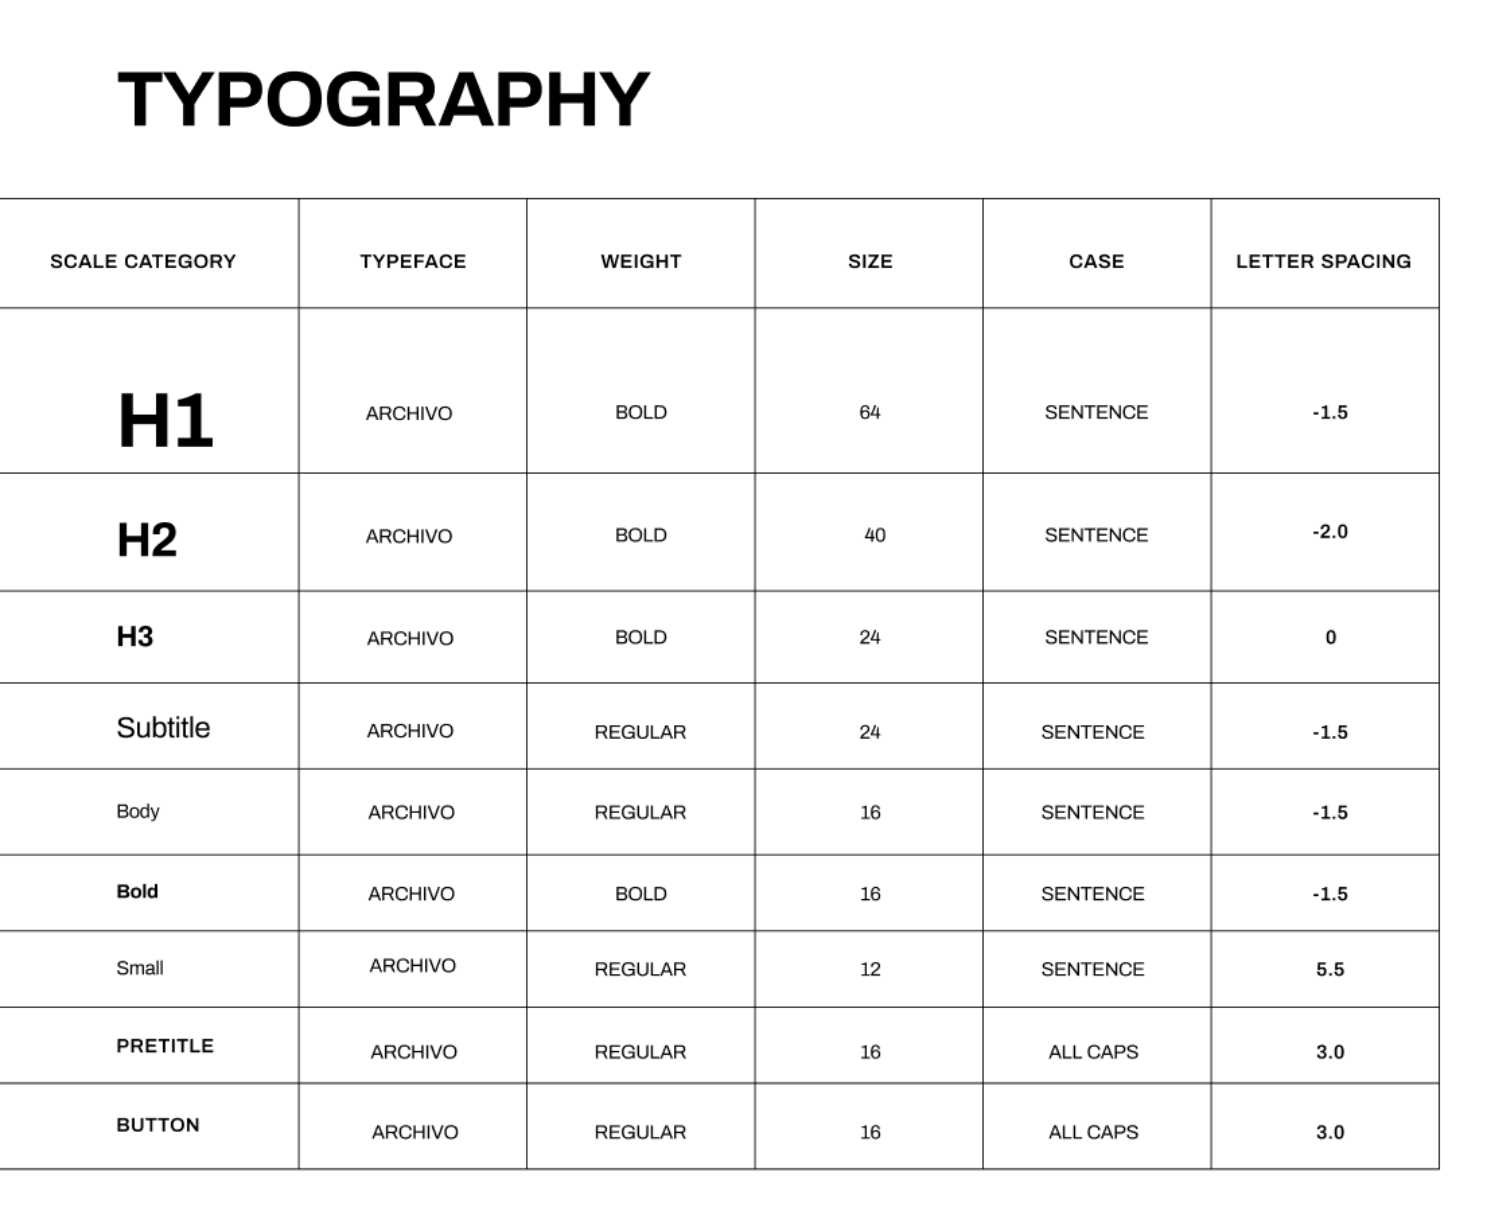 TYPOGRAPHY
SCALE CATEGORY TYPEFACE WEIGHT SIZE CASE LETTER SPACING
H1 ARCHIVO BOLD 64 SENTENCE -1.5
H2 ARCHIVO BOLD 40 SENTENCE -2.0
H3 ARCHIVO BOLD 24 SENTENCE 0
Subtitle ARCHIVO REGULAR 24 SENTENCE -1.5
Body ARCHIVO REGULAR 16 SENTENCE -1.5
Bold ARCHIVO BOLD 16 SENTENCE -1.5
Small ARCHIVO REGULAR 12 SENTENCE 5.5
PRETITLE ARCHIVO REGULAR 16 ALL CAPS 3.0
BUTTON ARCHIVO REGULAR 16 ALL CAPS 3.0